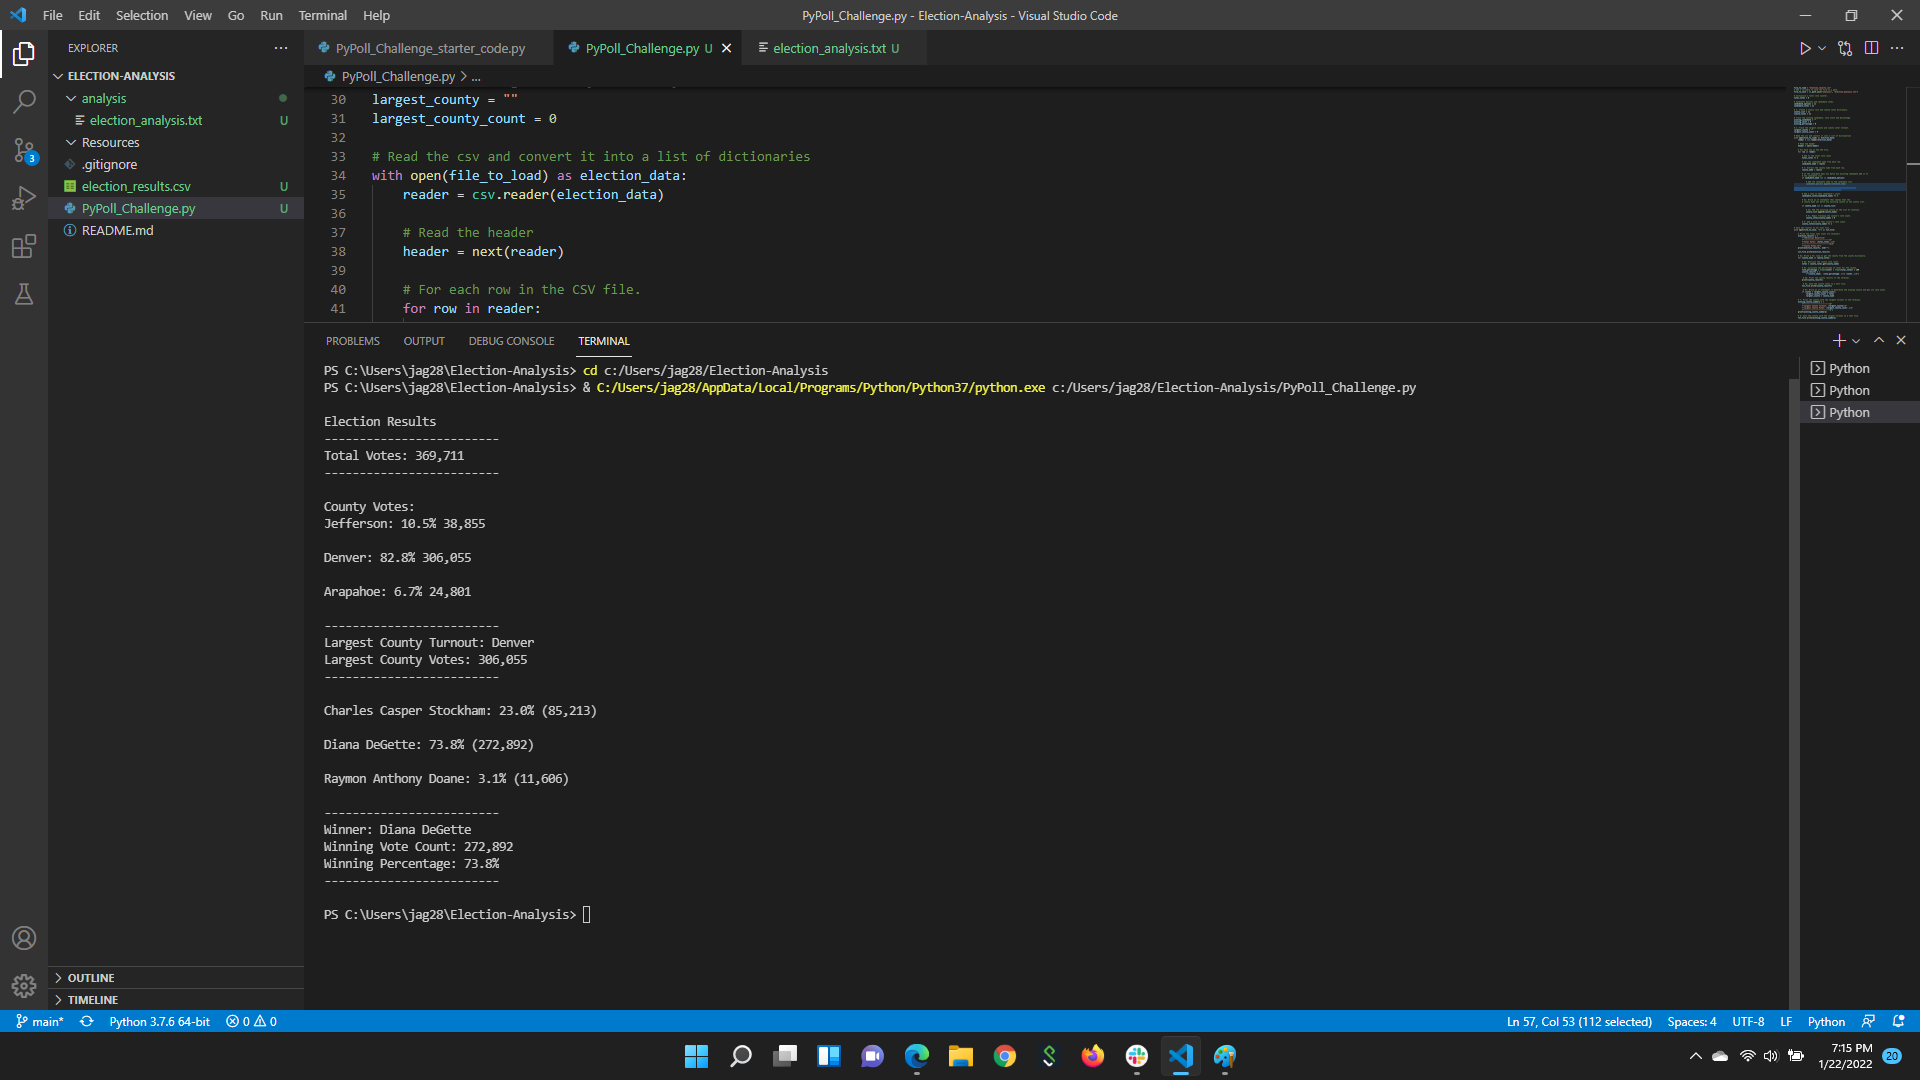 File Edit Selection View Go Run Terminal Help
PyPoll_Challenge.py - Election-Analysis - Visual Studio Code
EXPLORER
PyPoll_Challenge_starter_code.py
PyPoll_Challenge.py U
election_analysis.txt U
PyPoll_Challenge.py > ...
ELECTION-ANALYSIS
analysis
election_analysis.txt U
Resources
.gitignore
election_results.csv U
PyPoll_Challenge.py U
README.md
30 largest_county = ""
31 largest_county_count = 0
32
33 # Read the csv and convert it into a list of dictionaries
34 with open(file_to_load) as election_data:
35 reader = csv.reader(election_data)
36
37 # Read the header
38 header = next(reader)
39
40 # For each row in the CSV file.
41 for row in reader:
PROBLEMS OUTPUT DEBUG CONSOLE TERMINAL
PS C:\Users\jag28\Election-Analysis> cd c:/Users/jag28/Election-Analysis
PS C:\Users\jag28\Election-Analysis> & C:/Users/jag28/AppData/Local/Programs/Python/Python37/python.exe c:/Users/jag28/Election-Analysis/PyPoll_Challenge.py
Election Results
-------------------------
Total Votes: 369,711
-------------------------
County Votes:
Jefferson: 10.5% 38,855
Denver: 82.8% 306,055
Arapahoe: 6.7% 24,801
-------------------------
Largest County Turnout: Denver
Largest County Votes: 306,055
-------------------------
Charles Casper Stockham: 23.0% (85,213)
Diana DeGette: 73.8% (272,892)
Raymon Anthony Doane: 3.1% (11,606)
-------------------------
Winner: Diana DeGette
Winning Vote Count: 272,892
Winning Percentage: 73.8%
-------------------------
PS C:\Users\jag28\Election-Analysis>
Python
Python
Python
3
OUTLINE
TIMELINE
main* Python 3.7.6 64-bit 0 0
Ln 57, Col 53 (112 selected) Spaces: 4 UTF-8 LF Python
7:15 PM
1/22/2022
20